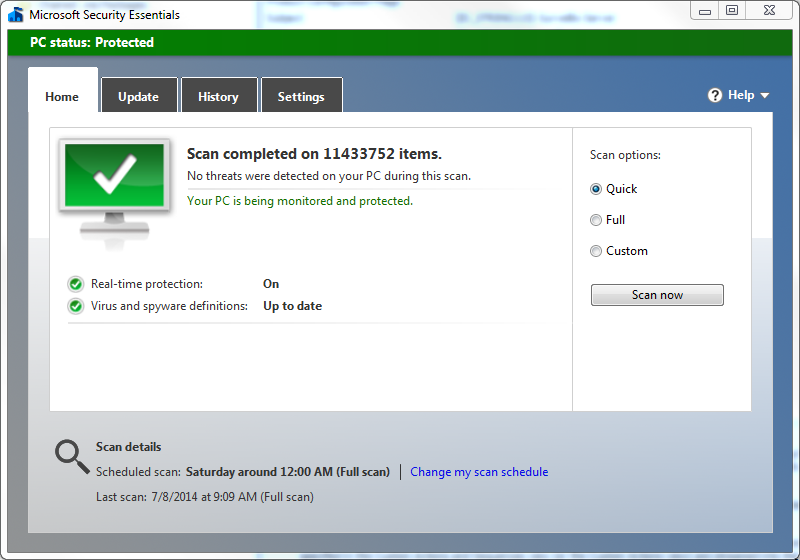 Microsoft Security Essentials
PC status: Protected
Home
Update
History
Settings
Help
Scan completed on 11433752 items.
No threats were detected on your PC during this scan.
Your PC is being monitored and protected.
Real-time protection: On
Virus and spyware definitions: Up to date
Scan options:
Quick
Full
Custom
Scan now
Scan details
Scheduled scan: Saturday around 12:00 AM (Full scan)
Change my scan schedule
Last scan: 7/8/2014 at 9:09 AM (Full scan)